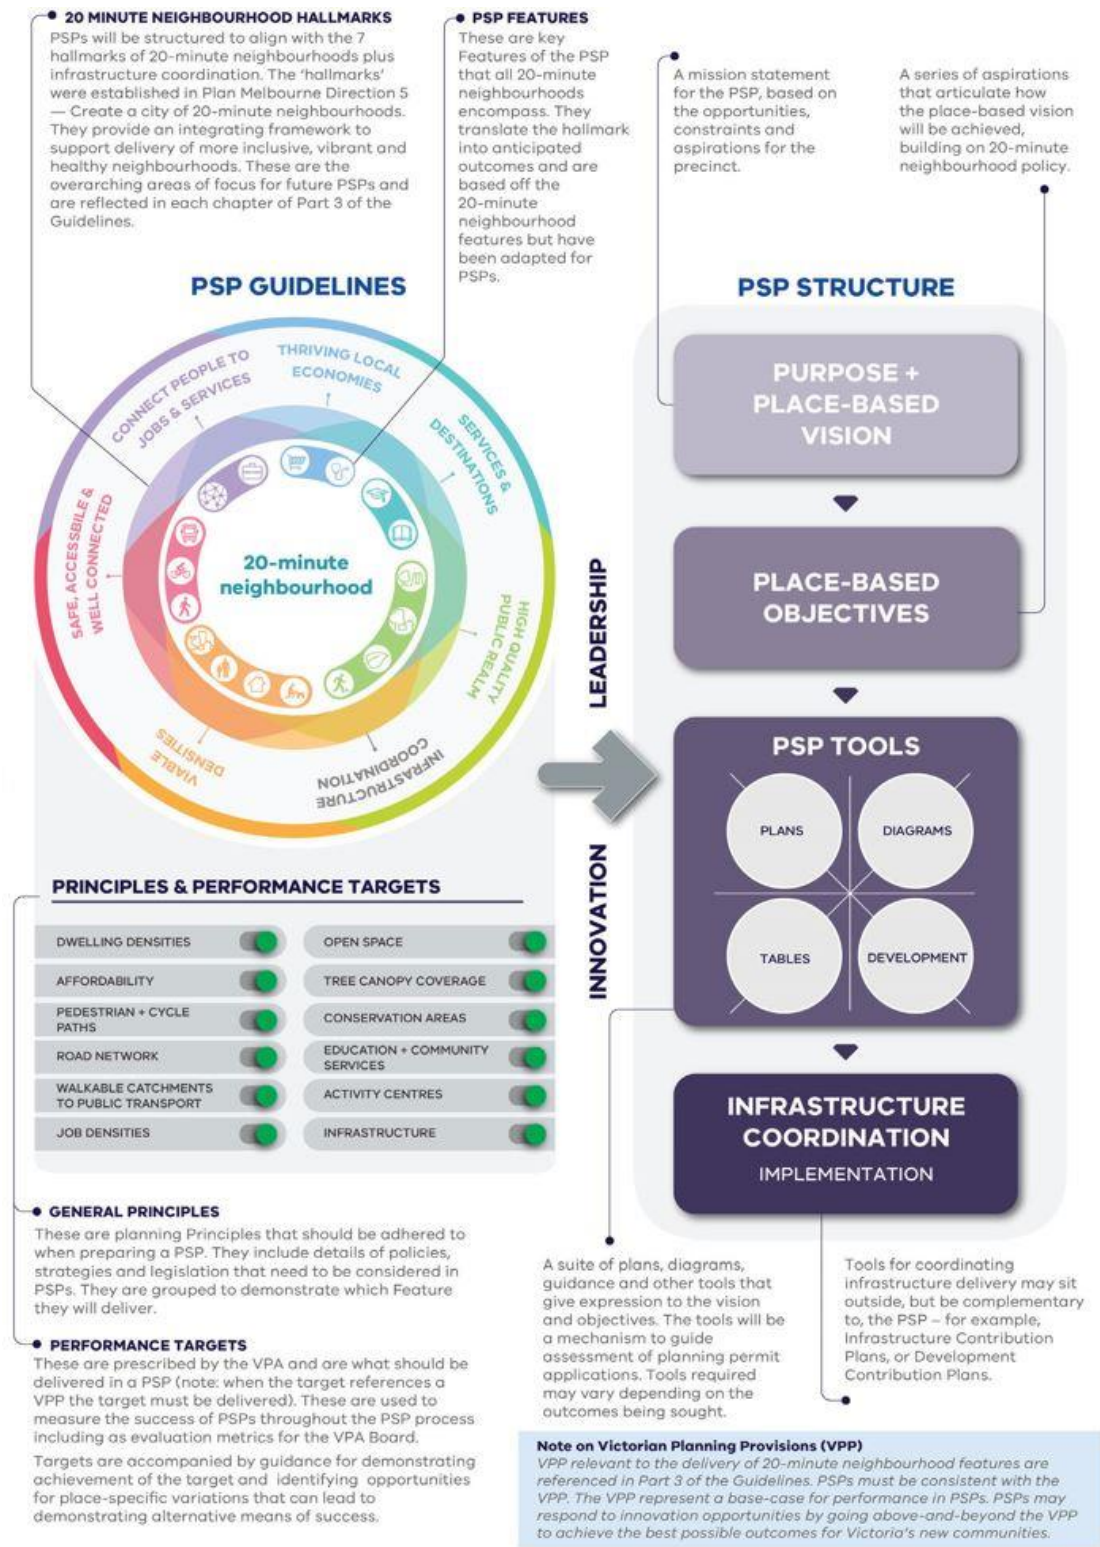 20 MINUTE NEIGHBOURHOOD HALLMARKS
PSPs will be structured to align with the 7
hallmarks of 20-minute neighbourhoods plus
infrastructure coordination. The 'hallmarks'
were established in Plan Melbourne Direction 5
— Create a city of 20-minute neighbourhoods.
They provide an integrating framework to
support delivery of more inclusive, vibrant and
healthy neighbourhoods. These are the
overarching areas of focus for future PSPs and
are reflected in each chapter of Part 3 of the
Guidelines.
PSP FEATURES
These are key
Features of the PSP
that all 20-minute
neighbourhoods
encompass. They
translate the hallmark
into anticipated
outcomes and are
based off the
20-minute
neighbourhood
features but have
been adapted for
PSPs.
A mission statement
for the PSP, based on
the opportunities,
constraints and
aspirations for the
precinct.
A series of aspirations
that articulate how
the place-based vision
will be achieved,
building on 20-minute
neighbourhood policy.
PSP GUIDELINES
CONNECT PEOPLE TO
JOBS & SERVICES
THRIVING LOCAL
ECONOMIES
SERVICES &
DESTINATIONS
HIGH QUALITY
PUBLIC REALM
INFRASTRUCTURE
COORDINATION
VIABLE
DENSITIES
SAFE, ACCESSBILE &
WELL CONNECTED
20-minute
neighbourhood
LEADERSHIP
INNOVATION
PSP STRUCTURE
PURPOSE +
PLACE-BASED
VISION
PLACE-BASED
OBJECTIVES
PSP TOOLS
PLANS
DIAGRAMS
TABLES
DEVELOPMENT
INFRASTRUCTURE
COORDINATION
IMPLEMENTATION
PRINCIPLES & PERFORMANCE TARGETS
DWELLING DENSITIES
AFFORDABILITY
PEDESTRIAN + CYCLE
PATHS
ROAD NETWORK
WALKABLE CATCHMENTS
TO PUBLIC TRANSPORT
JOB DENSITIES
OPEN SPACE
TREE CANOPY COVERAGE
CONSERVATION AREAS
EDUCATION + COMMUNITY
SERVICES
ACTIVITY CENTRES
INFRASTRUCTURE
GENERAL PRINCIPLES
These are planning Principles that should be adhered to
when preparing a PSP. They include details of policies,
strategies and legislation that need to be considered in
PSPs. They are grouped to demonstrate which Feature
they will deliver.
PERFORMANCE TARGETS
These are prescribed by the VPA and are what should be
delivered in a PSP (note: when the target references a
VPP the target must be delivered). These are used to
measure the success of PSPs throughout the PSP process
including as evaluation metrics for the VPA Board.
Targets are accompanied by guidance for demonstrating
achievement of the target and identifying opportunities
for place-specific variations that can lead to
demonstrating alternative means of success.
A suite of plans, diagrams,
guidance and other tools that
give expression to the vision
and objectives. The tools will be
a mechanism to guide
assessment of planning permit
applications. Tools required
may vary depending on the
outcomes being sought.
Tools for coordinating
infrastructure delivery may sit
outside, but be complementary
to, the PSP – for example,
Infrastructure Contribution
Plans, or Development
Contribution Plans.
Note on Victorian Planning Provisions (VPP)
VPP relevant to the delivery of 20-minute neighbourhood features are
referenced in Part 3 of the Guidelines. PSPs must be consistent with the
VPP. The VPP represent a base-case for performance in PSPs. PSPs may
respond to innovation opportunities by going above-and-beyond the VPP
to achieve the best possible outcomes for Victoria's new communities.